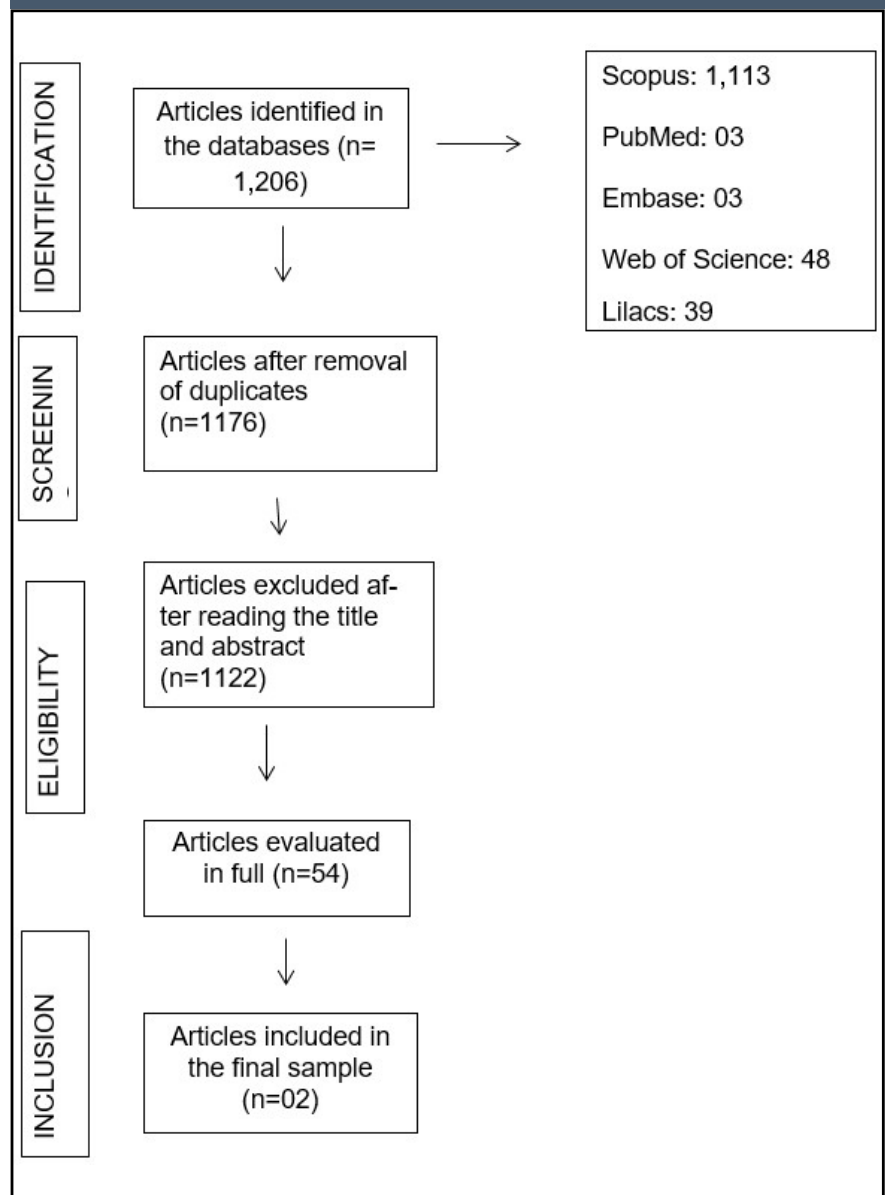 IDENTIFICATION
Articles identified in
the databases (n=
1,206)
Scopus: 1,113
PubMed: 03
Embase: 03
Web of Science: 48
Lilacs: 39
SCREENIN
Articles after removal
of duplicates
(n=1176)
ELIGIBILITY
Articles excluded af-
ter reading the title
and abstract
(n=1122)
Articles evaluated
in full (n=54)
INCLUSION
Articles included in
the final sample
(n=02)